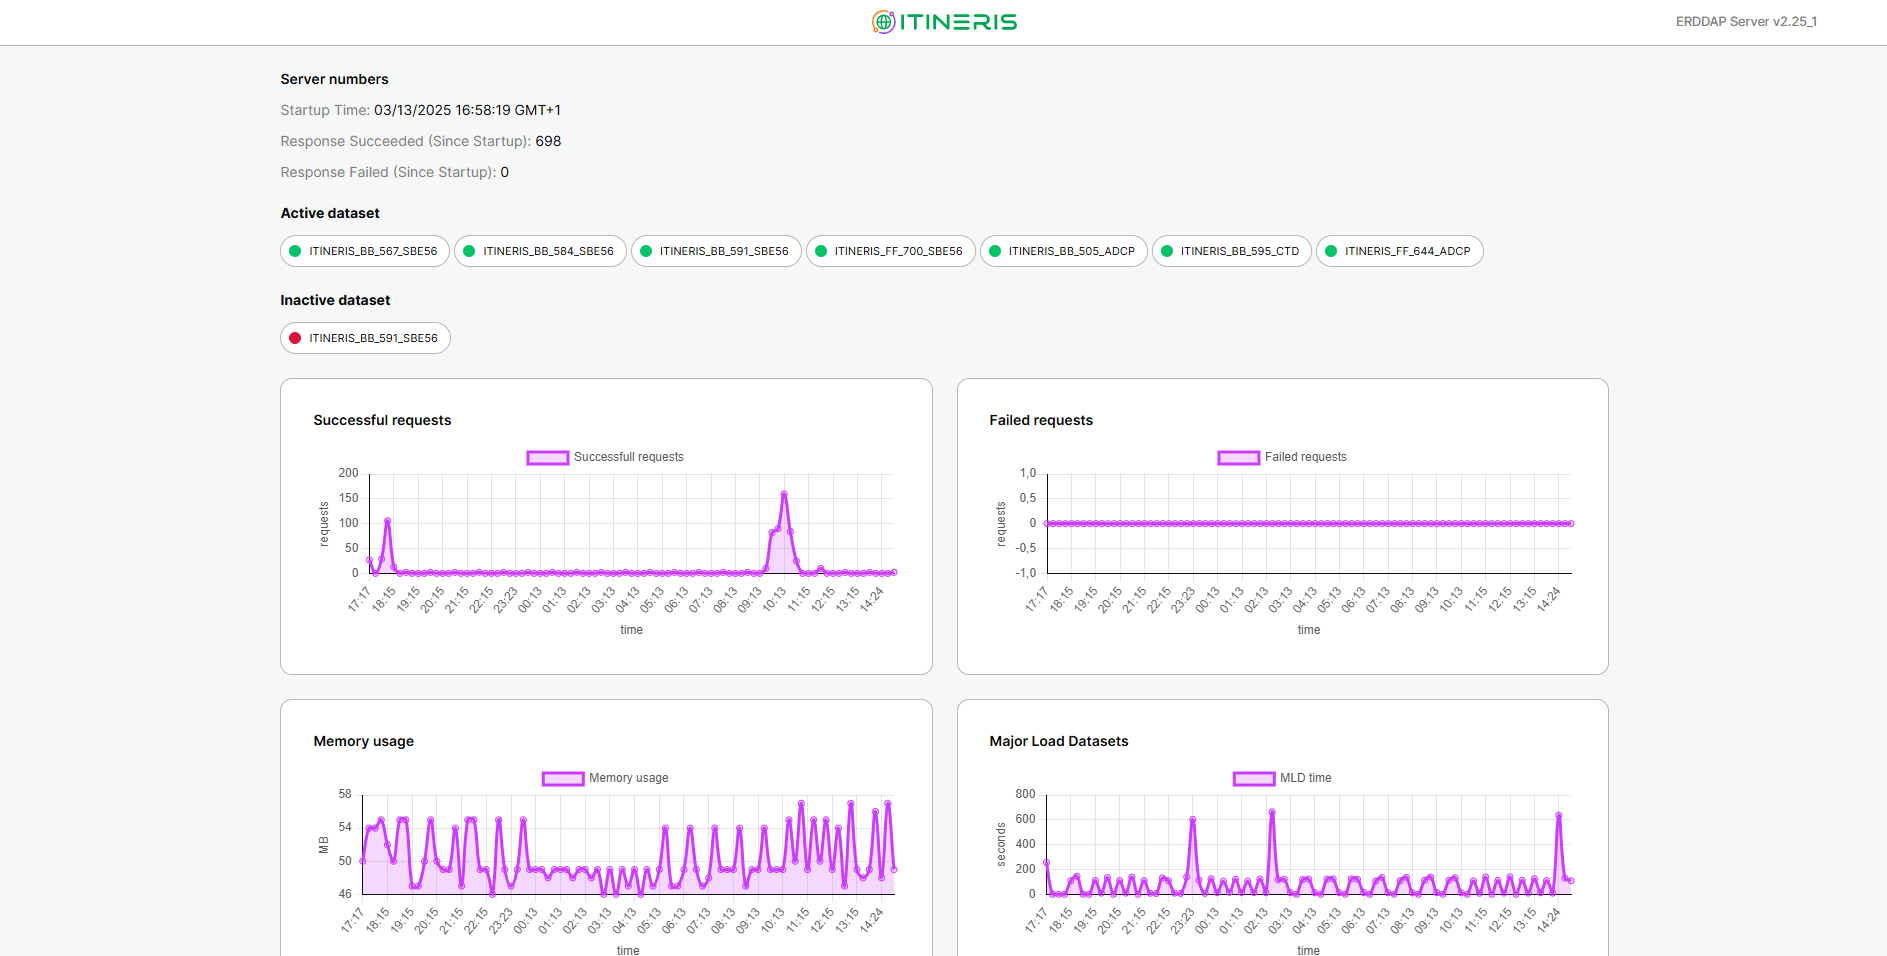 ITINERIS
ERDDAP Server v2.25_1
Server numbers
Startup Time: 03/13/2025 16:58:19 GMT+1
Response Succeeded (Since Startup): 698
Response Failed (Since Startup): 0
Active dataset
ITINERIS_BB_567_SBE56 ITINERIS_BB_584_SBE56 ITINERIS_BB_591_SBE56 ITINERIS_FF_700_SBE56 ITINERIS_BB_505_ADCP ITINERIS_BB_595_CTD ITINERIS_FF_644_ADCP
Inactive dataset
ITINERIS_BB_591_SBE56
Successful requests
Successfull requests
200
150
100
50
0
requests
17:17 18:15 19:15 20:15 21:15 22:15 23:23 00:13 01:13 02:13 03:13 04:13 05:13 06:13 07:13 08:13 09:13 10:13 11:15 12:15 13:15 14:24
time
Failed requests
Failed requests
1,0
0,5
0
-0,5
-1,0
requests
17:17 18:15 19:15 20:15 21:15 22:15 23:23 00:13 01:13 02:13 03:13 04:13 05:13 06:13 07:13 08:13 09:13 10:13 11:15 12:15 13:15 14:24
time
Memory usage
Memory usage
58
54
50
46
MB
17:17 18:15 19:15 20:15 21:15 22:15 23:23 00:13 01:13 02:13 03:13 04:13 05:13 06:13 07:13 08:13 09:13 10:13 11:15 12:15 13:15 14:24
time
Major Load Datasets
MLD time
800
600
400
200
0
seconds
17:17 18:15 19:15 20:15 21:15 22:15 23:23 00:13 01:13 02:13 03:13 04:13 05:13 06:13 07:13 08:13 09:13 10:13 11:15 12:15 13:15 14:24
time